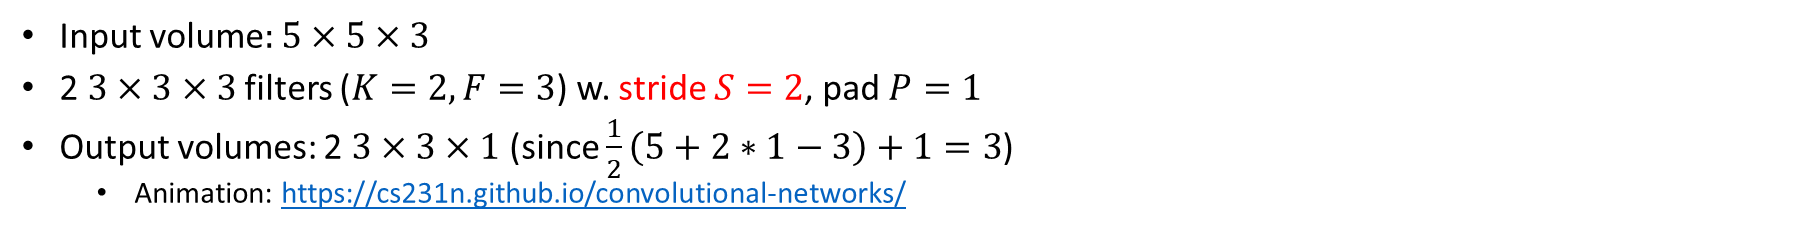 • Input volume: 5 × 5 × 3
• 2 3 × 3 × 3 filters (K = 2, F = 3) w. stride S = 2, pad P = 1
• Output volumes: 2 3 × 3 × 1 (since 1/2 (5 + 2 * 1 − 3) + 1 = 3)
• Animation: https://cs231n.github.io/convolutional-networks/